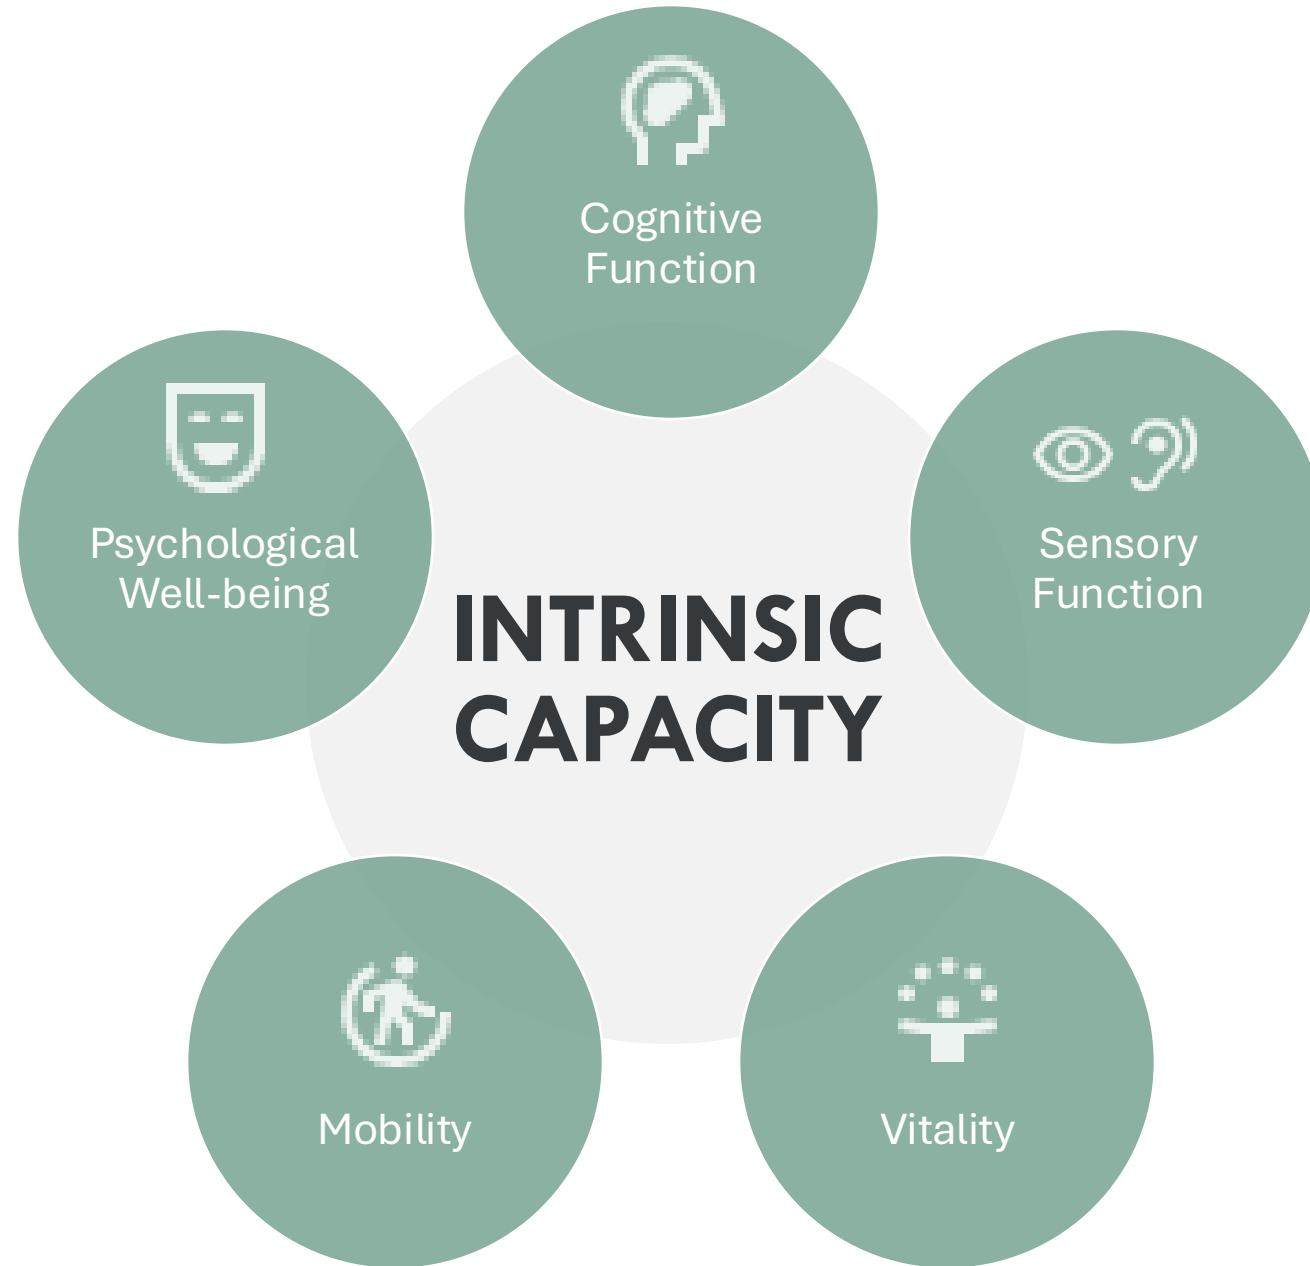 Cognitive
Function
Psychological
Well-being
Sensory
Function
INTRINSIC
CAPACITY
Mobility
Vitality